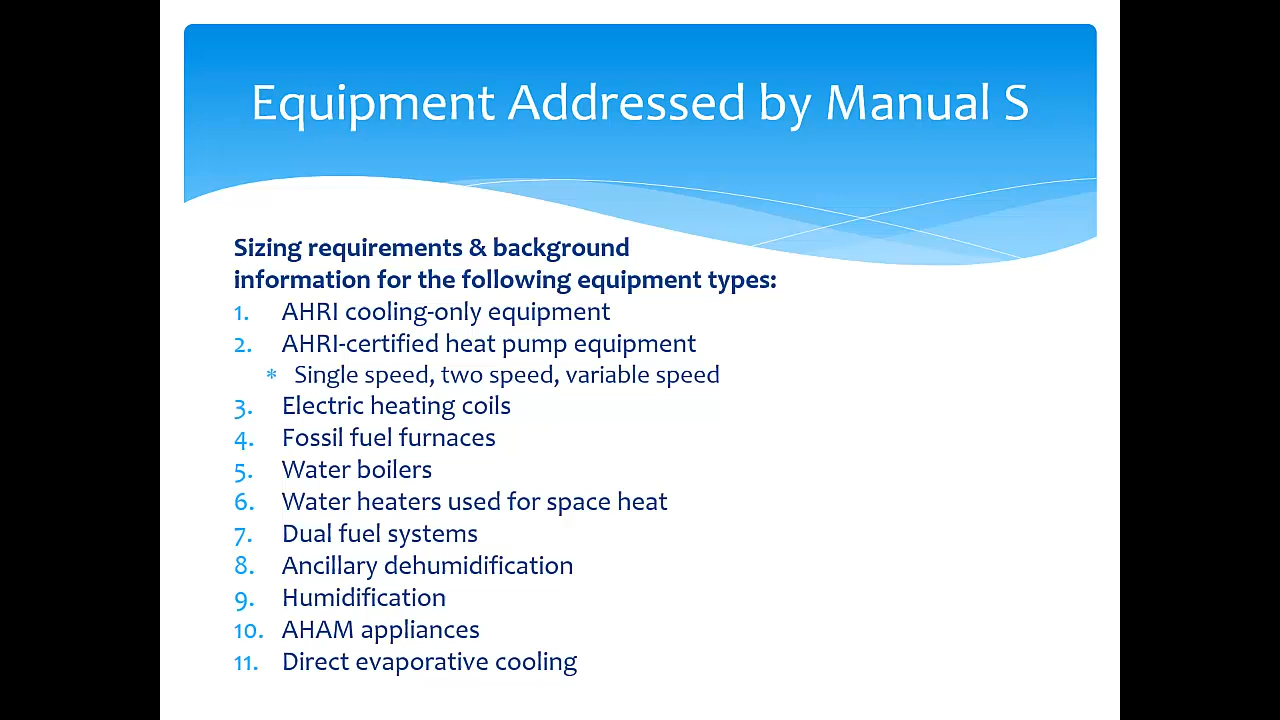 Equipment Addressed by Manual S
Sizing requirements & background
information for the following equipment types:
1. AHRI cooling-only equipment
2. AHRI-certified heat pump equipment
* Single speed, two speed, variable speed
3. Electric heating coils
4. Fossil fuel furnaces
5. Water boilers
6. Water heaters used for space heat
7. Dual fuel systems
8. Ancillary dehumidification
9. Humidification
10. AHAM appliances
11. Direct evaporative cooling